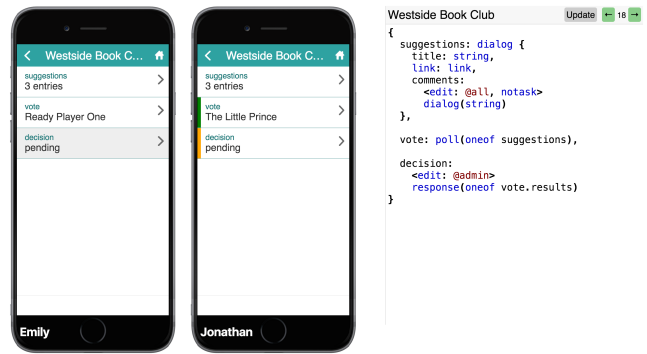 Westside Book C...
suggestions
3 entries
vote
Ready Player One
decision
pending
Emily
Westside Book C...
suggestions
3 entries
vote
The Little Prince
decision
pending
Jonathan
Westside Book Club
Update ← 18 →
{
  suggestions: dialog {
    title: string,
    link: link,
    comments:
      <edit: @all, notask>
      dialog(string)
  },

  vote: poll(oneof suggestions),

  decision:
    <edit: @admin>
    response(oneof vote.results)
}